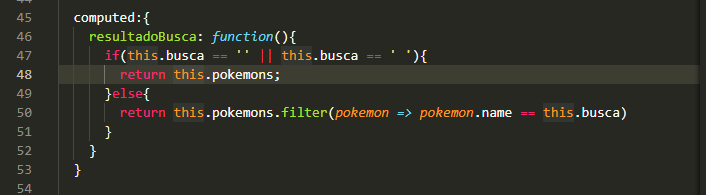 44
45 computed:{
46 resultadoBusca: function(){
47 if(this.busca == '' || this.busca == ' '){
48 return this.pokemons;
49 }else{
50 return this.pokemons.filter(pokemon => pokemon.name == this.busca)
51 }
52 }
53 }
54